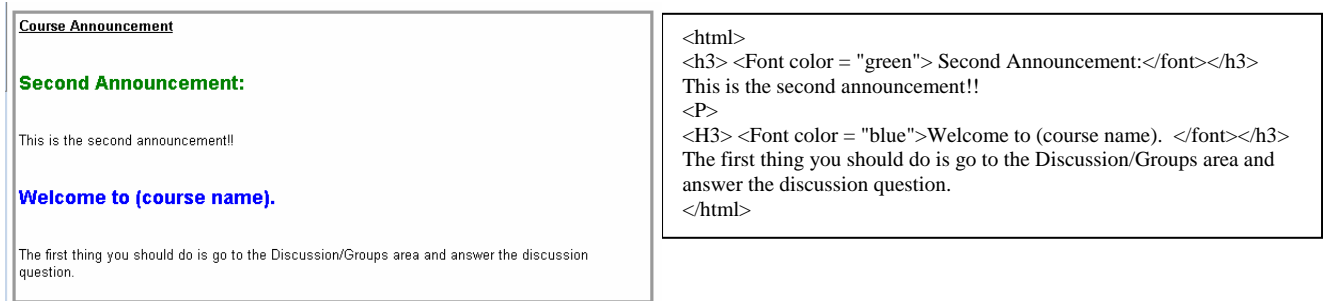 Course Announcement
Second Announcement:
This is the second announcement!!
Welcome to (course name).
The first thing you should do is go to the Discussion/Groups area and answer the discussion
question.
<html>
<h3> <Font color = "green"> Second Announcement:</font></h3>
This is the second announcement!!
<P>
<H3> <Font color = "blue">Welcome to (course name).  </font></h3>
The first thing you should do is go to the Discussion/Groups area and
answer the discussion question.
</html>